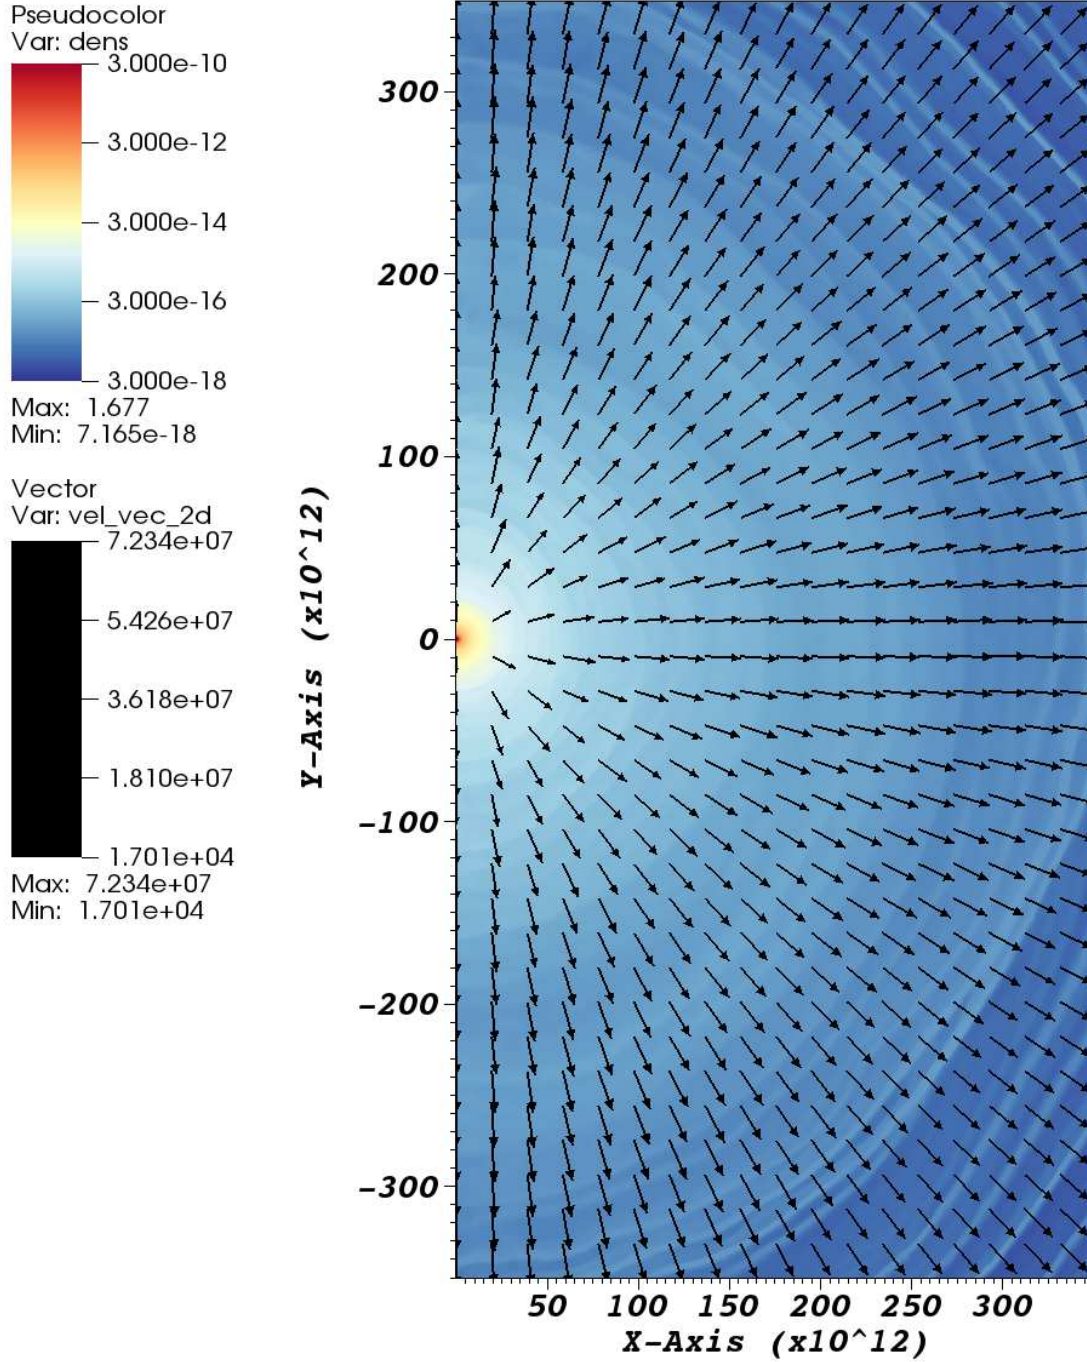 Pseudocolor
Var: dens
3.000e-10
3.000e-12
3.000e-14
3.000e-16
3.000e-18
Max: 1.677
Min: 7.165e-18
Vector
Var: vel_vec_2d
7.234e+07
5.426e+07
3.618e+07
1.810e+07
1.701e+04
Max: 7.234e+07
Min: 1.701e+04
Y-Axis (x10^12)
300
200
100
0
-100
-200
-300
50 100 150 200 250 300
X-Axis (x10^12)